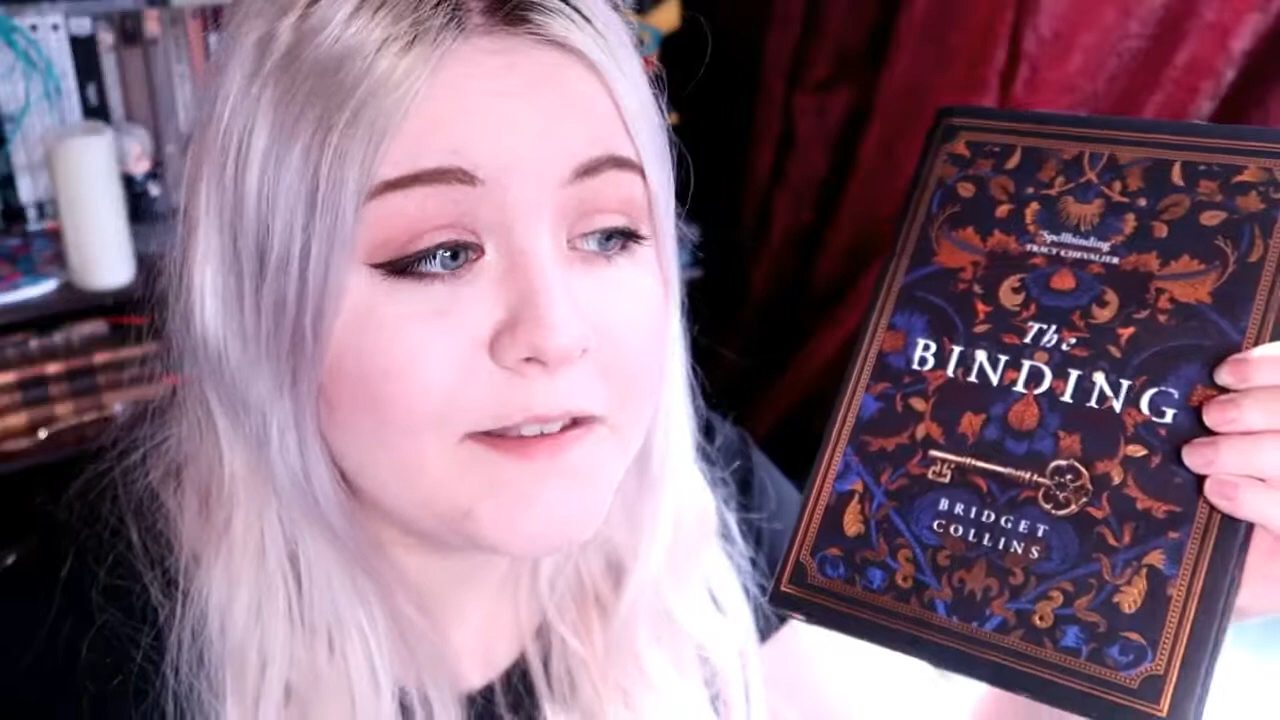 "Spellbinding"
TRACY CHEVALIER
The
BINDING
BRIDGET
COLLINS